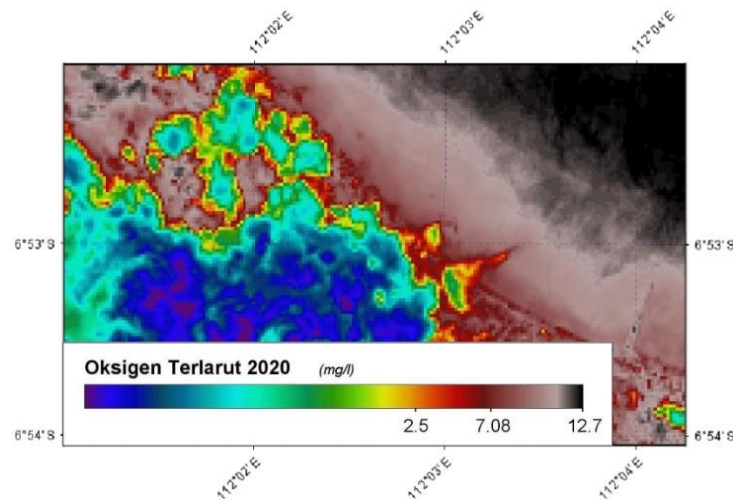 112°02' E 112°03' E 112°04' E
6°53' S 6°53' S
Oksigen Terlarut 2020 (mg/l)
2.5 7.08 12.7
6°54' S 6°54' S
112°02' E 112°03' E 112°04' E